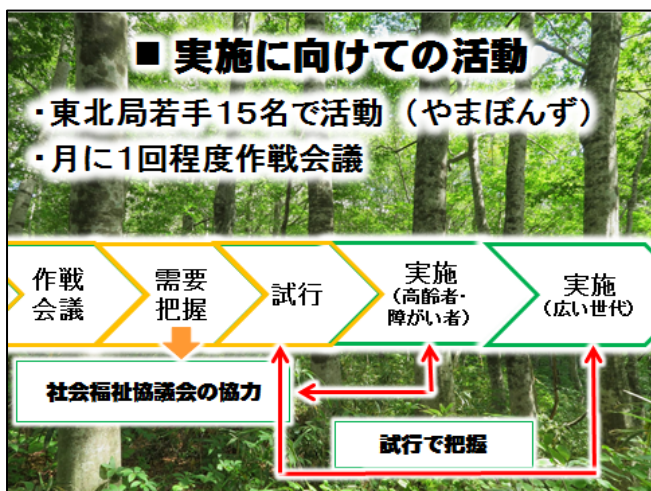 ■ 実施に向けての活動
・東北局若手15名で活動（やまぼんず）
・月に1回程度作戦会議
作戦
会議
需要
把握
試行
実施
(高齢者・
障がい者)
実施
(広い世代)
社会福祉協議会の協力
試行で把握